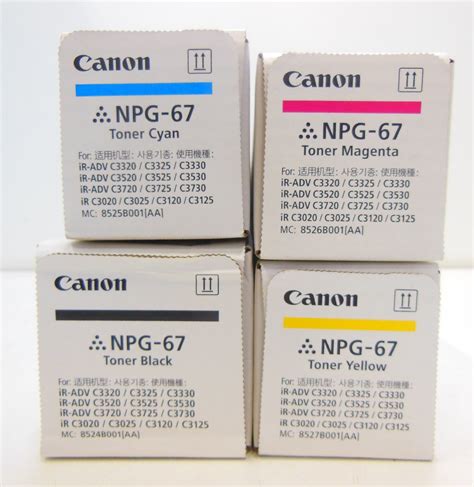 Canon
NPG-67
Toner Cyan
For: 适用机型: 사용기종: 使用機種:
iR-ADV C3320 / C3325 / C3330
iR-ADV C3520 / C3525 / C3530
iR-ADV C3720 / C3725 / C3730
iR C3020 / C3025 / C3120 / C3125
MC: 8525B001[AA]
Canon
NPG-67
Toner Magenta
For: 适用机型: 사용기종: 使用機種:
iR-ADV C3320 / C3325 / C3330
iR-ADV C3520 / C3525 / C3530
iR-ADV C3720 / C3725 / C3730
iR C3020 / C3025 / C3120 / C3125
MC: 8526B001[AA]
Canon
NPG-67
Toner Black
For: 适用机型: 사용기종: 使用機種:
iR-ADV C3320 / C3325 / C3330
iR-ADV C3520 / C3525 / C3530
iR-ADV C3720 / C3725 / C3730
iR C3020 / C3025 / C3120 / C3125
MC: 8524B001[AA]
Canon
NPG-67
Toner Yellow
For: 适用机型: 사용기종: 使用機種:
iR-ADV C3320 / C3325 / C3330
iR-ADV C3520 / C3525 / C3530
iR-ADV C3720 / C3725 / C3730
iR C3020 / C3025 / C3120 / C3125
MC: 8527B001[AA]